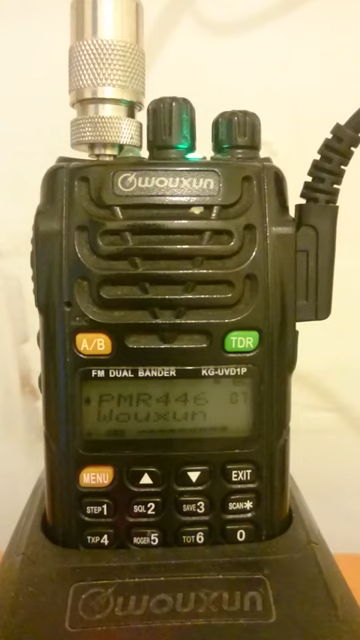 WOUXUN
A/B
TDR
FM DUAL BANDER KG-UVD1P
PMR446 07
Wouxun
MENU ▲ ▼ EXIT
STEP1 SQL2 SAVE3 SCAN*
TXP4 ROGER5 TOT6 0
WOUXUN